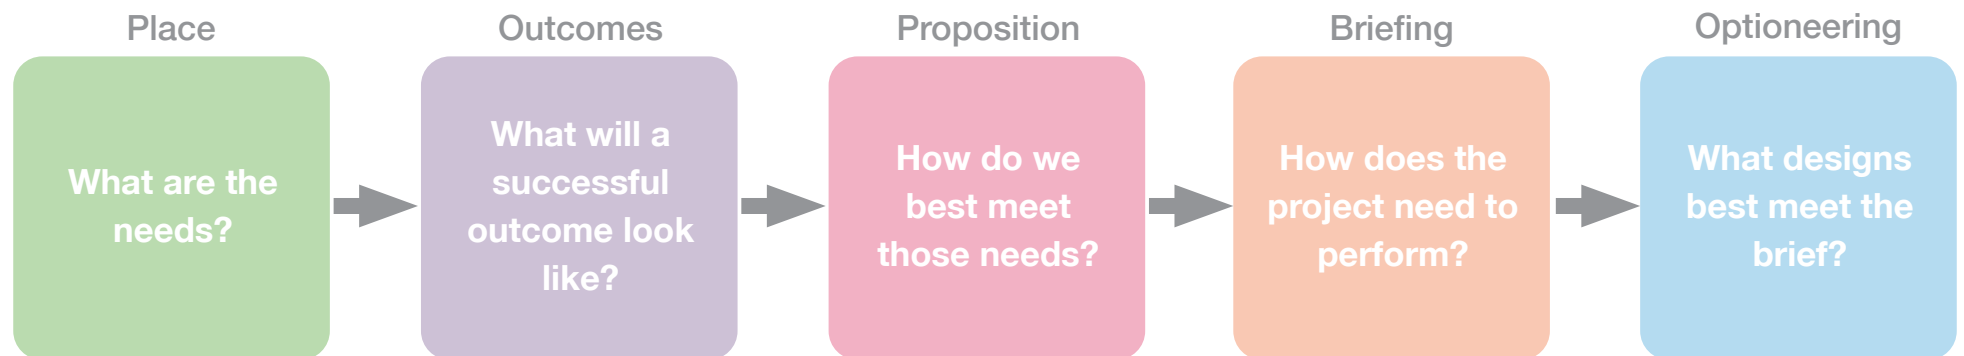 Place
What are the
needs?
Outcomes
What will a
successful
outcome look
like?
Proposition
How do we
best meet
those needs?
Briefing
How does the
project need to
perform?
Optioneering
What designs
best meet the
brief?